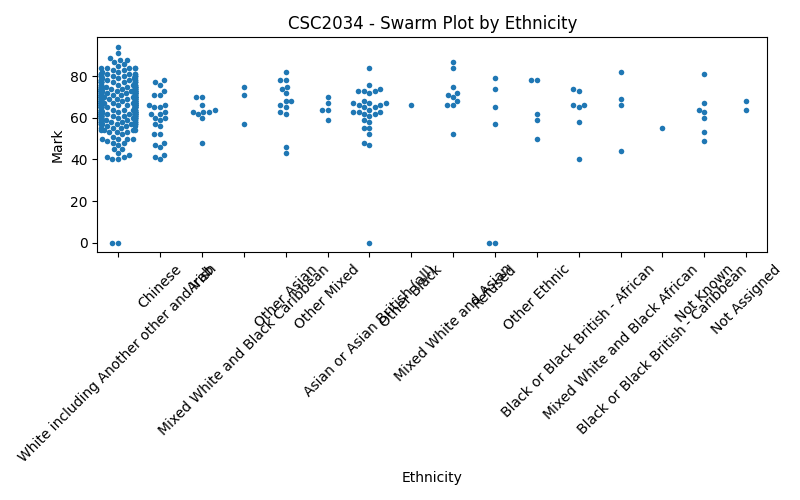 CSC2034 - Swarm Plot by Ethnicity
Mark
80
60
40
20
0
White including Another other and Irish
Chinese
Arab
Mixed White and Black Caribbean
Other Asian
Other Mixed
Asian or Asian British (all)
Other Black
Mixed White and Asian
Refused
Other Ethnic
Black or Black British - African
Mixed White and Black African
Black or Black British - Caribbean
Not Known
Not Assigned
Ethnicity